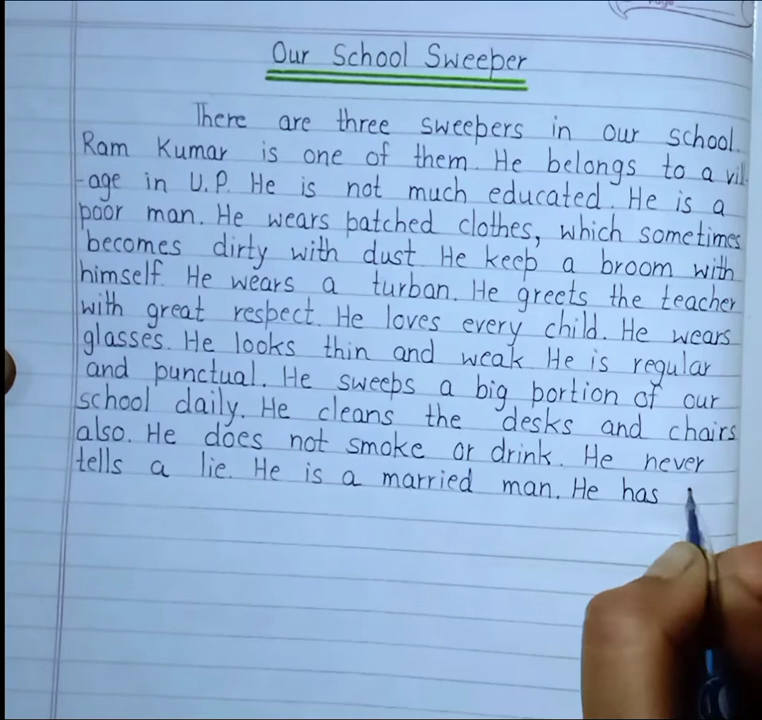 Our School Sweeper
There are three sweepers in our school.
Ram Kumar is one of them. He belongs to a vill
-age in U.P. He is not much educated. He is a
poor man. He wears patched clothes, which sometimes
becomes dirty with dust He keep a broom with
himself. He wears a turban. He greets the teacher
with great respect. He loves every child. He wears
glasses. He looks thin and weak He is regular
and punctual. He sweeps a big portion of our
school daily. He cleans the desks and chairs
also. He does not smoke or drink. He never
tells a lie. He is a married man. He has